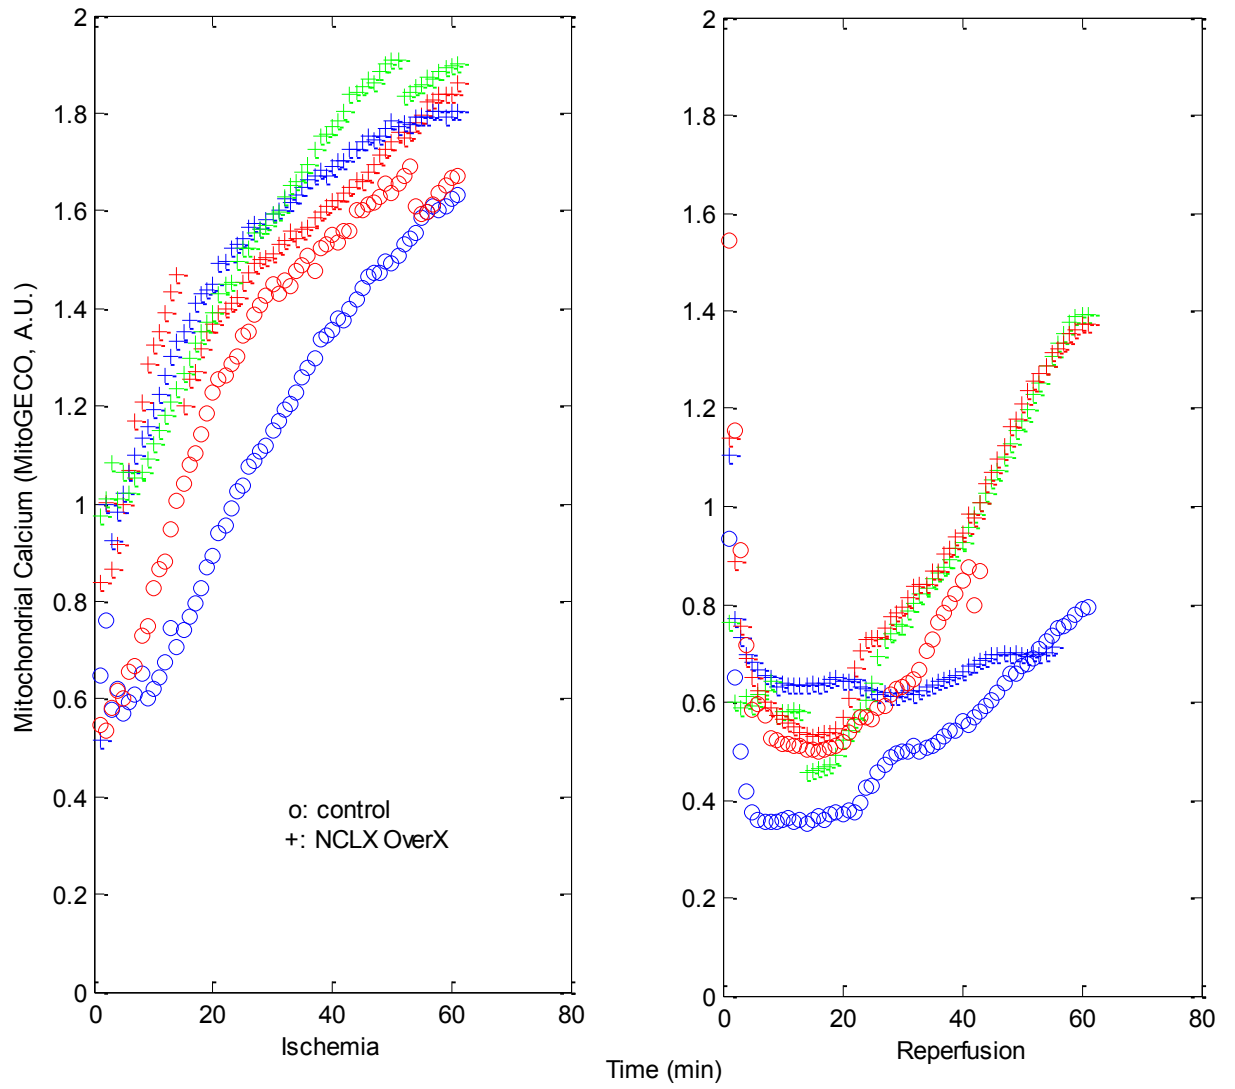 Mitochondrial Calcium (MitoGECO, A.U.)
2
1.8
1.6
1.4
1.2
1
0.8
0.6
0.4
0.2
0
o: control
+: NCLX OverX
0 20 40 60 80
Ischemia
2
1.8
1.6
1.4
1.2
1
0.8
0.6
0.4
0.2
0
0 20 40 60 80
Reperfusion
Time (min)